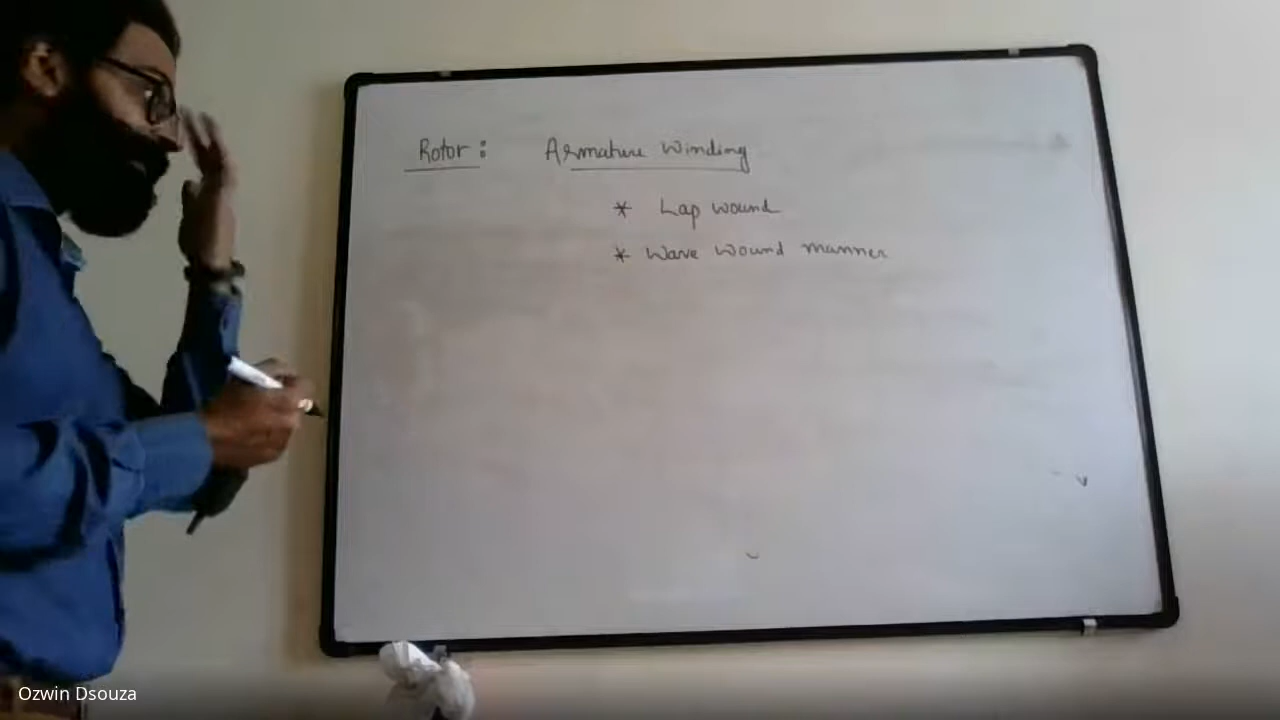 Rotor: Armature Winding
* Lap wound
* Wave wound manner
Ozwin Dsouza